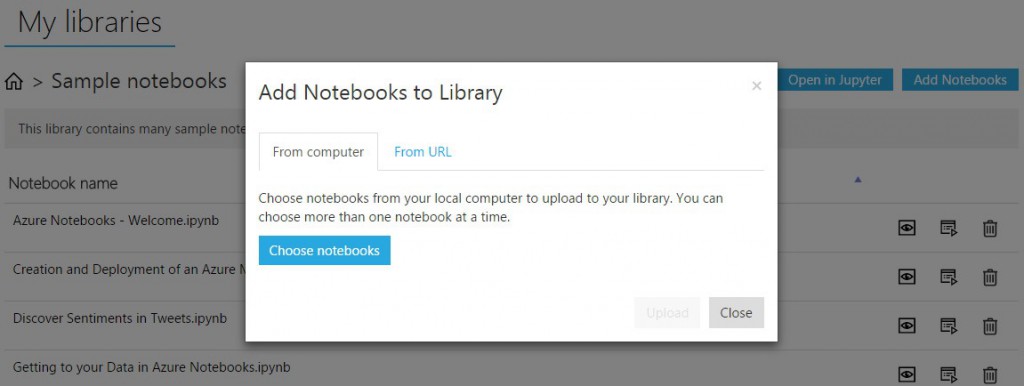 My libraries
> Sample notebooks
Open in Jupyter
Add Notebooks
This library contains many sample
Notebook name
Azure Notebooks - Welcome.ipynb
Creation and Deployment of an Azure
Discover Sentiments in Tweets.ipynb
Getting to your Data in Azure Notebooks.ipynb
Add Notebooks to Library
×
From computer
From URL
Choose notebooks from your local computer to upload to your library. You can
choose more than one notebook at a time.
Choose notebooks
Upload
Close